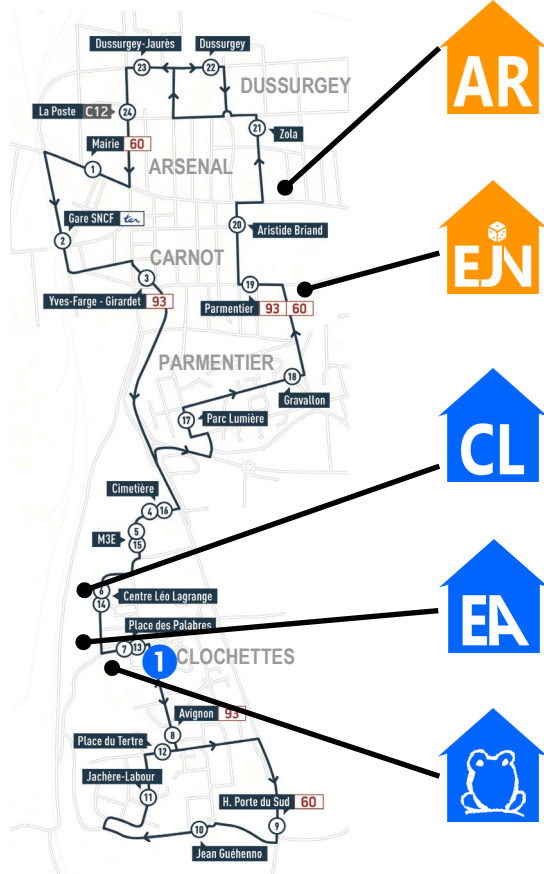 Dussurgey-Jaurès
Dussurgey
23
22
DUSSURGEY
AR
La Poste C12
24
21
Zola
Mairie 60
1
ARSENAL
Gare SNCF ter
2
20
Aristide Briand
EJN
CARNOT
3
19
Yves-Farge - Girardet 93
Parmentier 93 60
PARMENTIER
18
Gravallon
17
Parc Lumière
CL
Cimetière
4
16
5
M3E
15
6
14
Centre Léo Lagrange
EA
Place des Palabres
7
13
1
CLOCHETTES
Avignon 93
8
Place du Tertre
12
Jachère-Labour
11
H. Porte du Sud 60
10
9
Jean Guéhenno